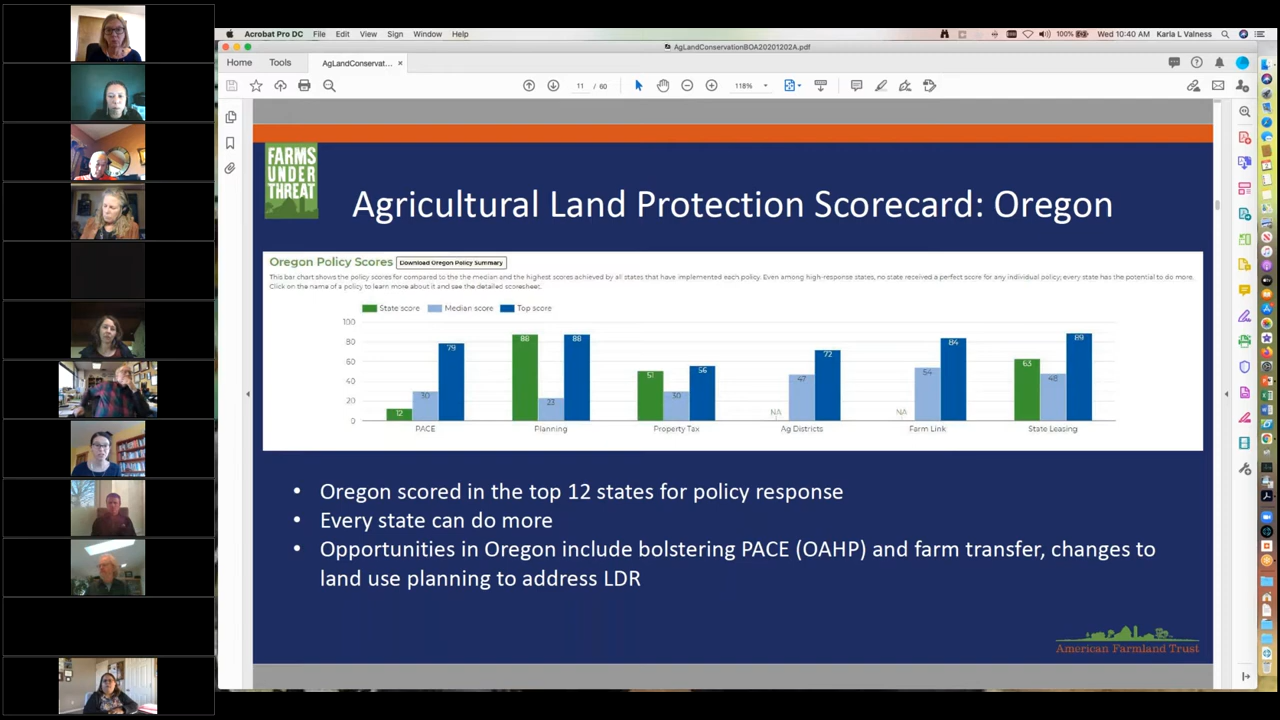 Acrobat Pro DC File Edit View Sign Window Help
100% Wed 10:40 AM Karla L Valness
AgLandConservationBOA20201202A.pdf
Home Tools AgLandConservat... ×
11 / 60 118%
FARMS
UNDER
THREAT
Agricultural Land Protection Scorecard: Oregon
Oregon Policy Scores Download Oregon Policy Summary
This bar chart shows the policy scores for compared to the the median and the highest scores achieved by all states that have implemented each policy. Even among high-response states, no state received a perfect score for any individual policy; every state has the potential to do more.
Click on the name of a policy to learn more about it and see the detailed scoresheet.
State score Median score Top score
100
80
60
40
20
0
12 30 79
88 23 88
51 30 56
NA 47 72
NA 54 84
63 48 89
PACE Planning Property Tax Ag Districts Farm Link State Leasing
• Oregon scored in the top 12 states for policy response
• Every state can do more
• Opportunities in Oregon include bolstering PACE (OAHP) and farm transfer, changes to
land use planning to address LDR
American Farmland Trust